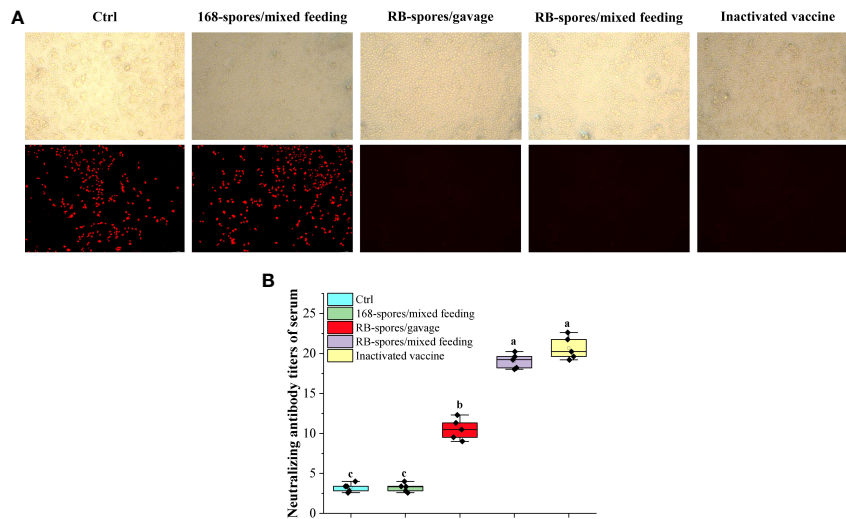 A
Ctrl
168-spores/mixed feeding
RB-spores/gavage
RB-spores/mixed feeding
Inactivated vaccine
B
Neutralizing antibody titers of serum
25
20
15
10
5
0
Ctrl
168-spores/mixed feeding
RB-spores/gavage
RB-spores/mixed feeding
Inactivated vaccine
c
c
b
a
a